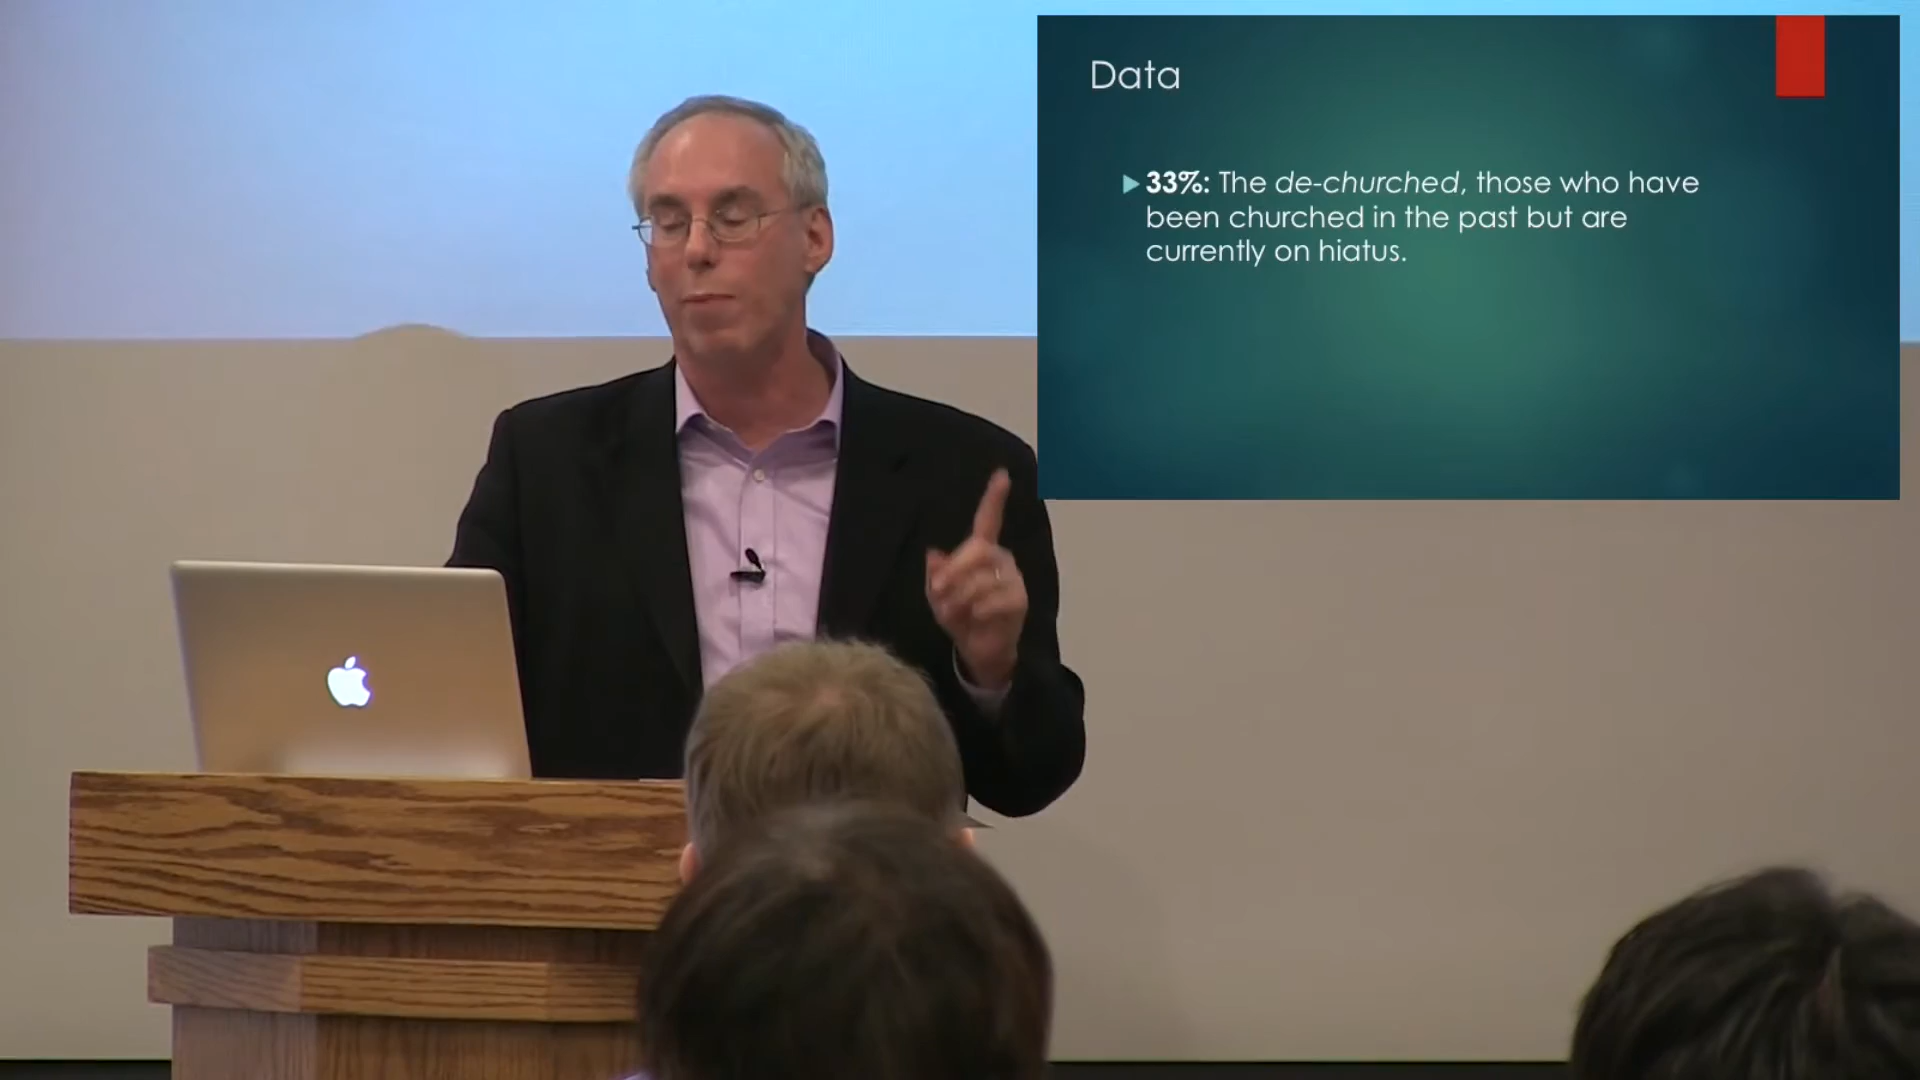 Data
33%: The de-churched, those who have
been churched in the past but are
currently on hiatus.